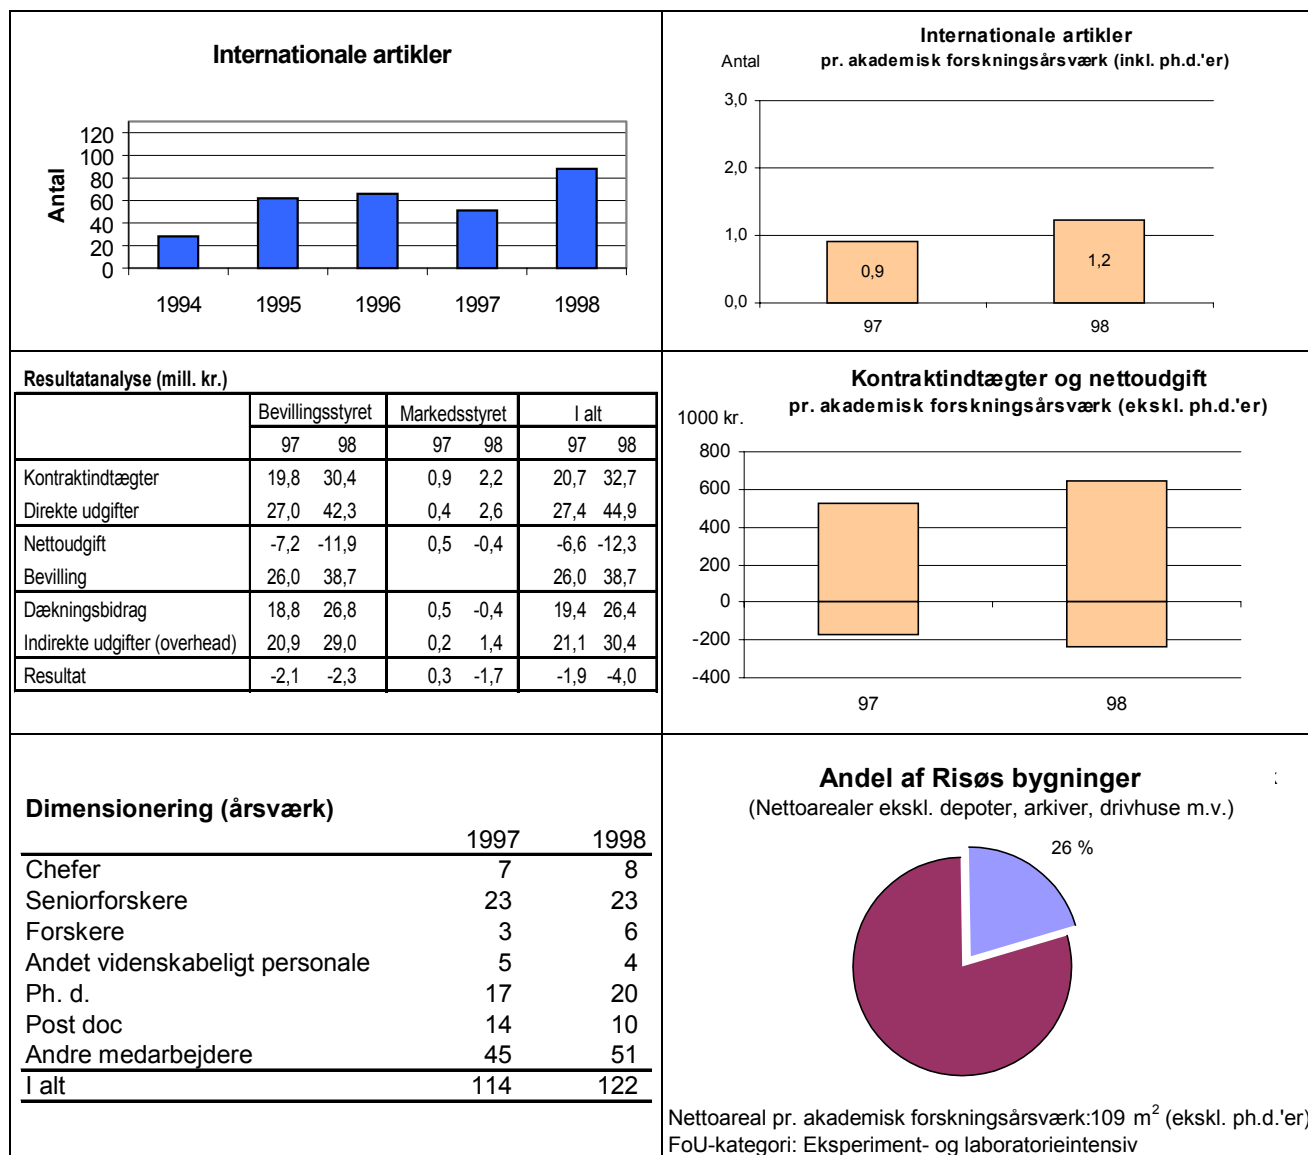 Internationale artikler
Antal
120
100
80
60
40
20
0
1994 1995 1996 1997 1998
Internationale artikler
Antal pr. akademisk forskningsårsværk (inkl. ph.d.'er)
3,0
2,0
1,0
0,0
0,9 1,2
97 98
Resultatanalyse (mill. kr.)
Bevillingsstyret Markedsstyret I alt
97 98 97 98 97 98
Kontraktindtægter 19,8 30,4 0,9 2,2 20,7 32,7
Direkte udgifter 27,0 42,3 0,4 2,6 27,4 44,9
Nettoudgift -7,2 -11,9 0,5 -0,4 -6,6 -12,3
Bevilling 26,0 38,7 26,0 38,7
Dækningsbidrag 18,8 26,8 0,5 -0,4 19,4 26,4
Indirekte udgifter (overhead) 20,9 29,0 0,2 1,4 21,1 30,4
Resultat -2,1 -2,3 0,3 -1,7 -1,9 -4,0
Kontraktindtægter og nettoudgift
pr. akademisk forskningsårsværk (ekskl. ph.d.'er)
1000 kr.
800
600
400
200
0
-200
-400
97 98
Dimensionering (årsværk)
1997 1998
Chefer 7 8
Seniorforskere 23 23
Forskere 3 6
Andet videnskabeligt personale 5 4
Ph. d. 17 20
Post doc 14 10
Andre medarbejdere 45 51
I alt 114 122
Andel af Risøs bygninger
(Nettoarealer ekskl. depoter, arkiver, drivhuse m.v.)
26 %
Nettoareal pr. akademisk forskningsårsværk:109 m² (ekskl. ph.d.'er)
FoU-kategori: Eksperiment- og laboratorieintensiv